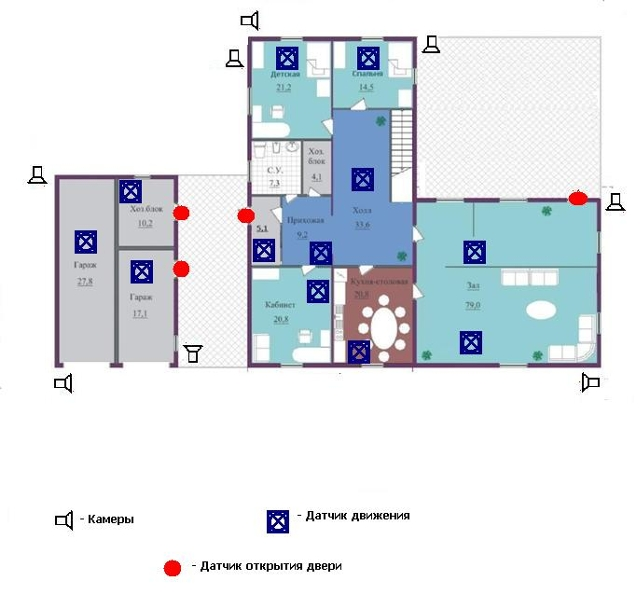 Детская
21,2
Спальня
14,5
Хоз.
блок
4,1
С.У.
7,3
Хоз.блок
10,2
5,1
Прихожая
9,2
Холл
33,6
Гараж
27,8
Гараж
17,1
Кабинет
20,8
Кухня-столовая
20,8
Зал
79,0
- Камеры
- Датчик движения
- Датчик открытия двери